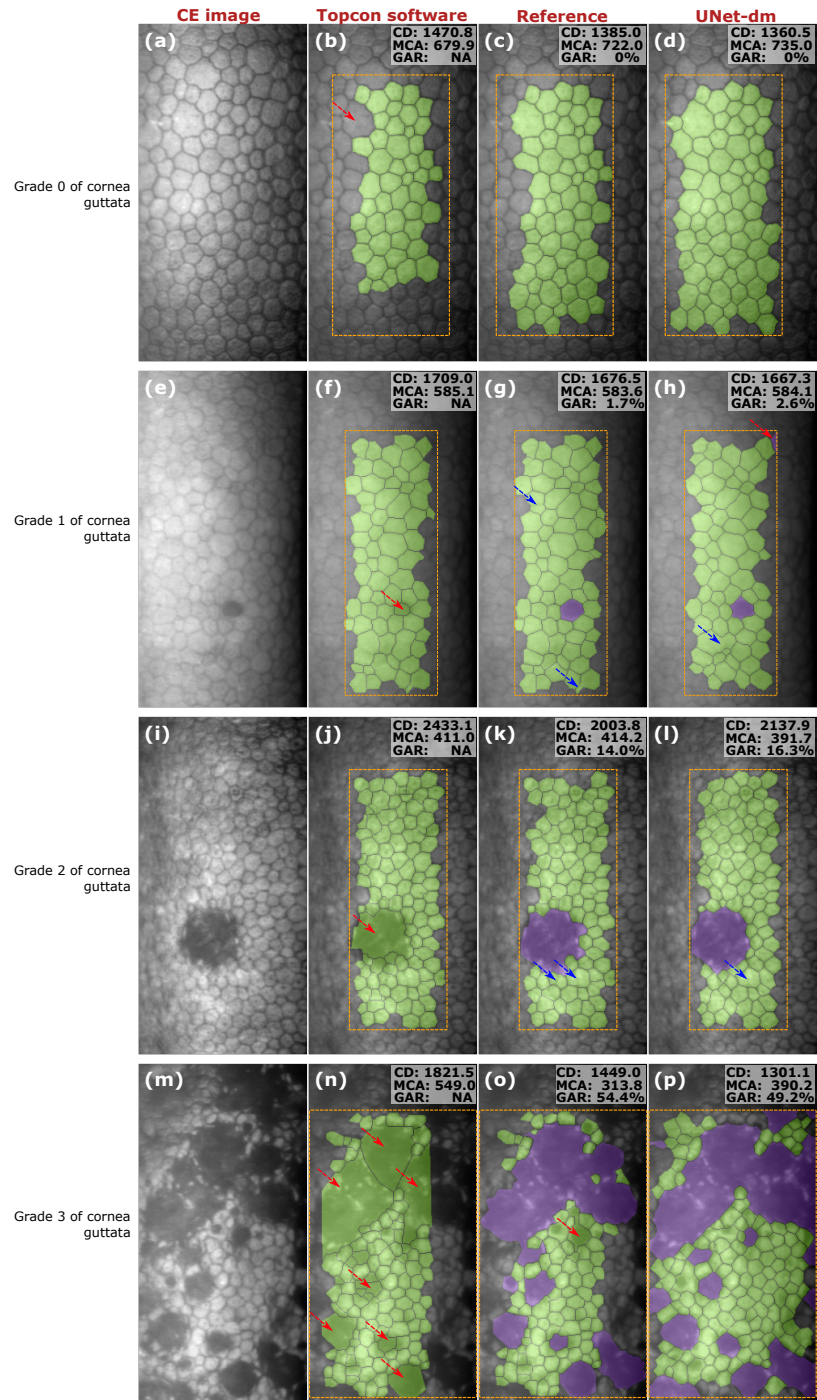 CE image
Topcon software
Reference
UNet-dm
Grade 0 of cornea
guttata
(a)
(b)
CD: 1470.8
MCA: 679.9
GAR: NA
(c)
CD: 1385.0
MCA: 722.0
GAR: 0%
(d)
CD: 1360.5
MCA: 735.0
GAR: 0%
Grade 1 of cornea
guttata
(e)
(f)
CD: 1709.0
MCA: 585.1
GAR: NA
(g)
CD: 1676.5
MCA: 583.6
GAR: 1.7%
(h)
CD: 1667.3
MCA: 584.1
GAR: 2.6%
Grade 2 of cornea
guttata
(i)
(j)
CD: 2433.1
MCA: 411.0
GAR: NA
(k)
CD: 2003.8
MCA: 414.2
GAR: 14.0%
(l)
CD: 2137.9
MCA: 391.7
GAR: 16.3%
Grade 3 of cornea
guttata
(m)
(n)
CD: 1821.5
MCA: 549.0
GAR: NA
(o)
CD: 1449.0
MCA: 313.8
GAR: 54.4%
(p)
CD: 1301.1
MCA: 390.2
GAR: 49.2%